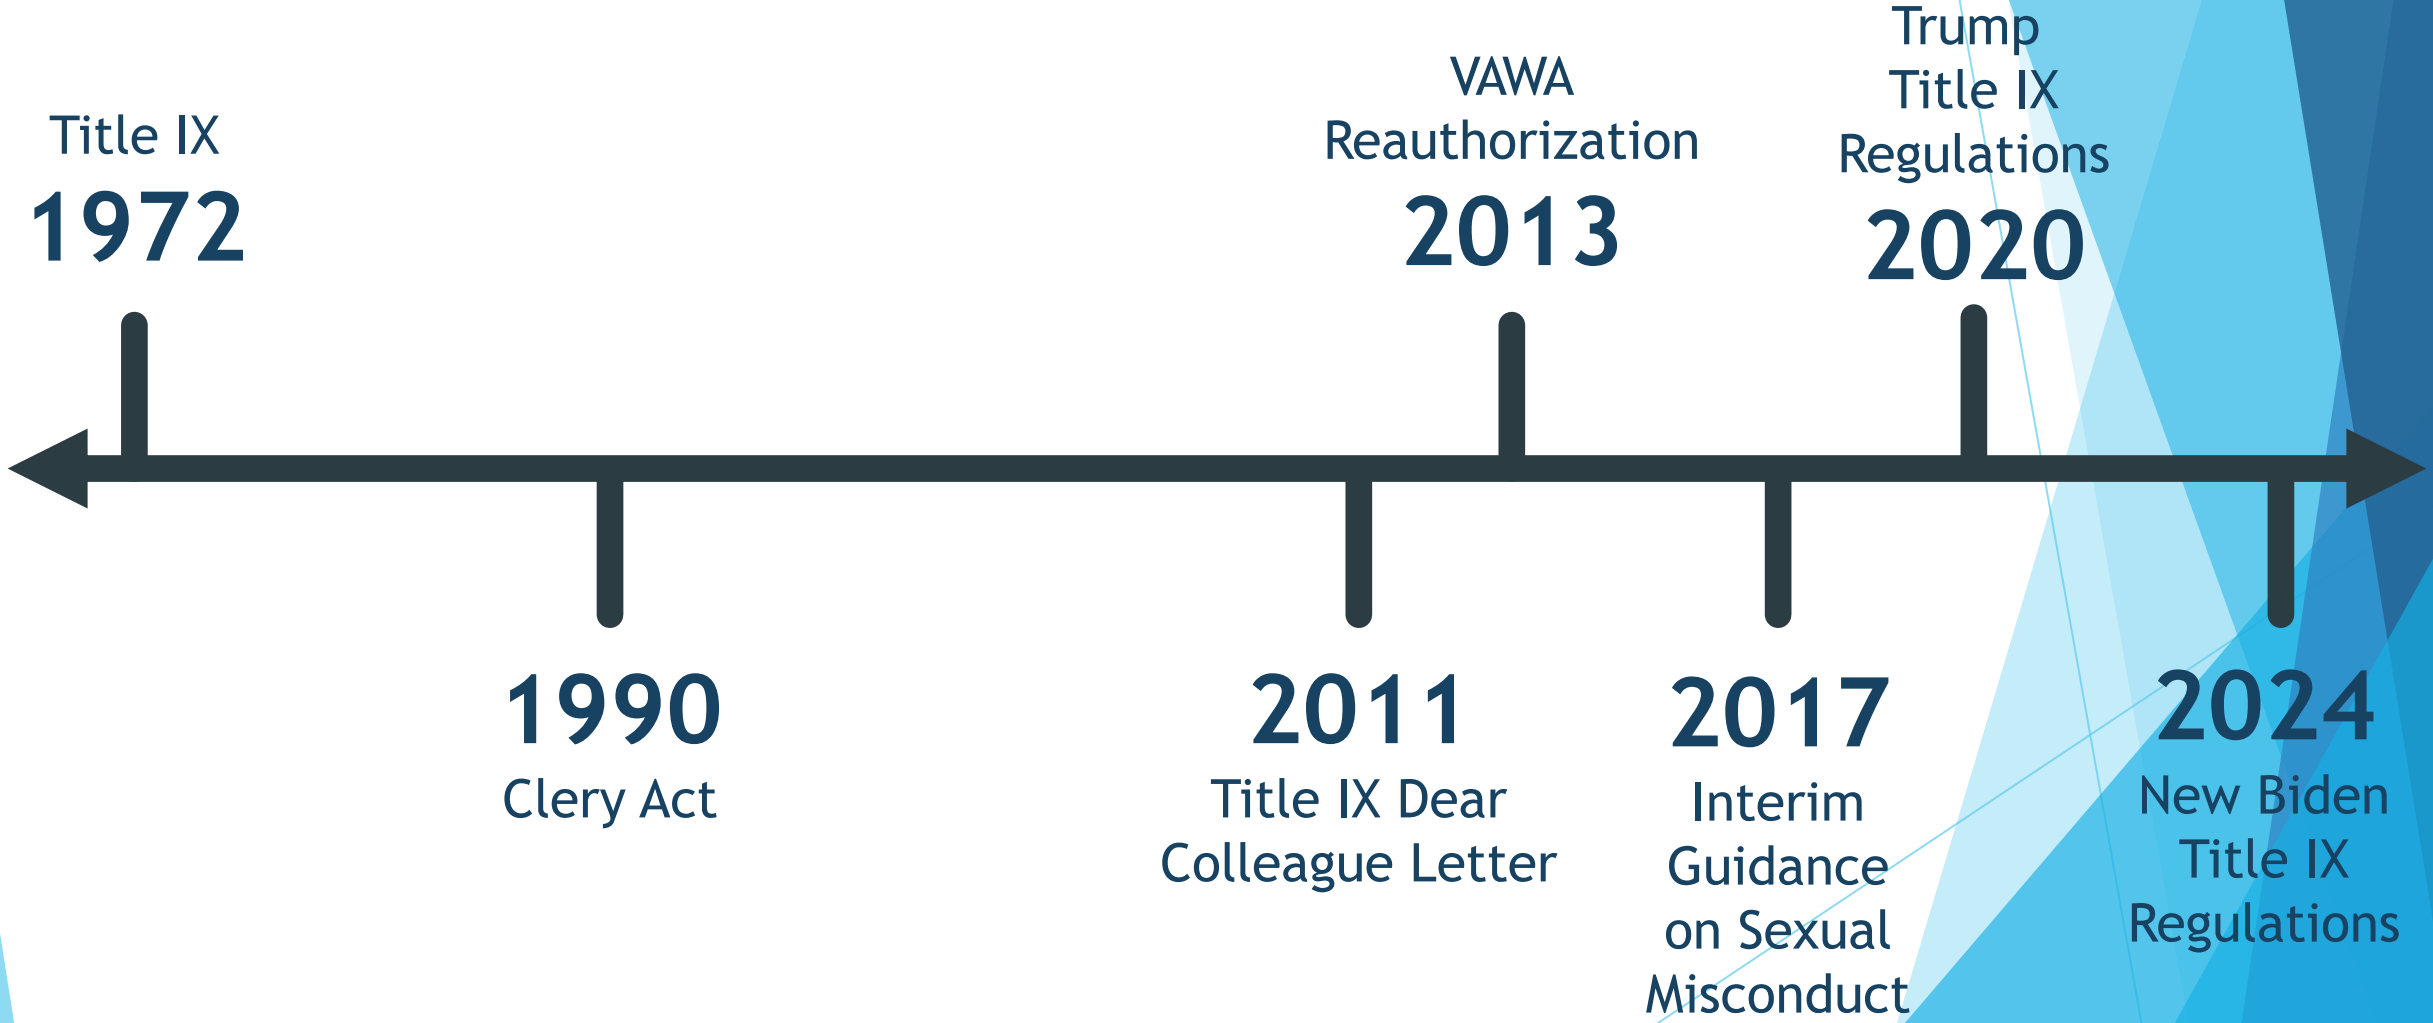 Title IX
1972
1990
Clery Act
2011
Title IX Dear
Colleague Letter
VAWA
Reauthorization
2013
2017
Interim
Guidance
on Sexual
Misconduct
Trump
Title IX
Regulations
2020
2024
New Biden
Title IX
Regulations